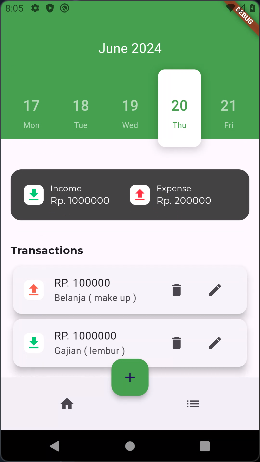 8:05
DEBUG
June 2024
17 18 19 20 21
Mon Tue Wed Thu Fri
Income Expense
Rp. 1000000 Rp. 200000
Transactions
RP. 100000
Belanja ( make up )
RP. 1000000
Gajian ( lembur )